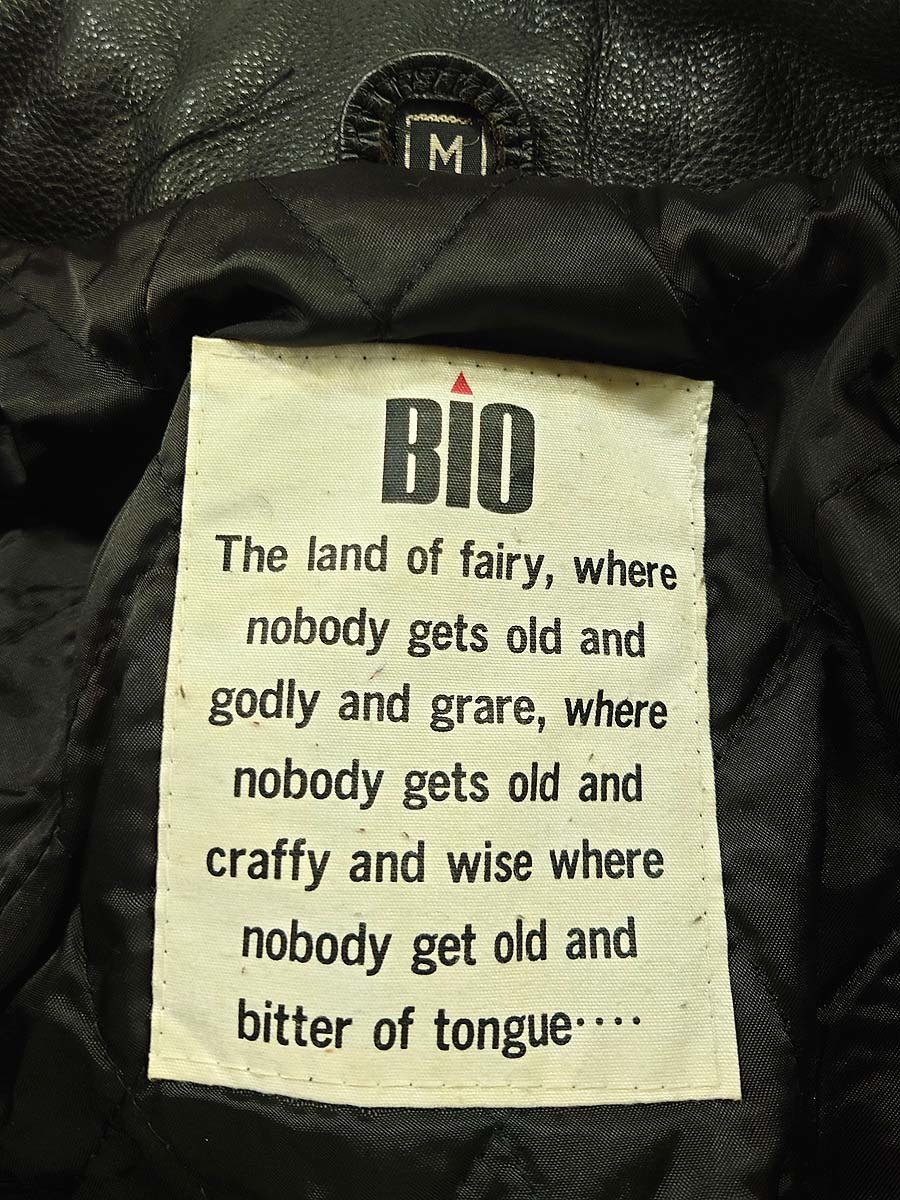 M
BIO
The land of fairy, where
nobody gets old and
godly and grare, where
nobody gets old and
craffy and wise where
nobody get old and
bitter of tongue····